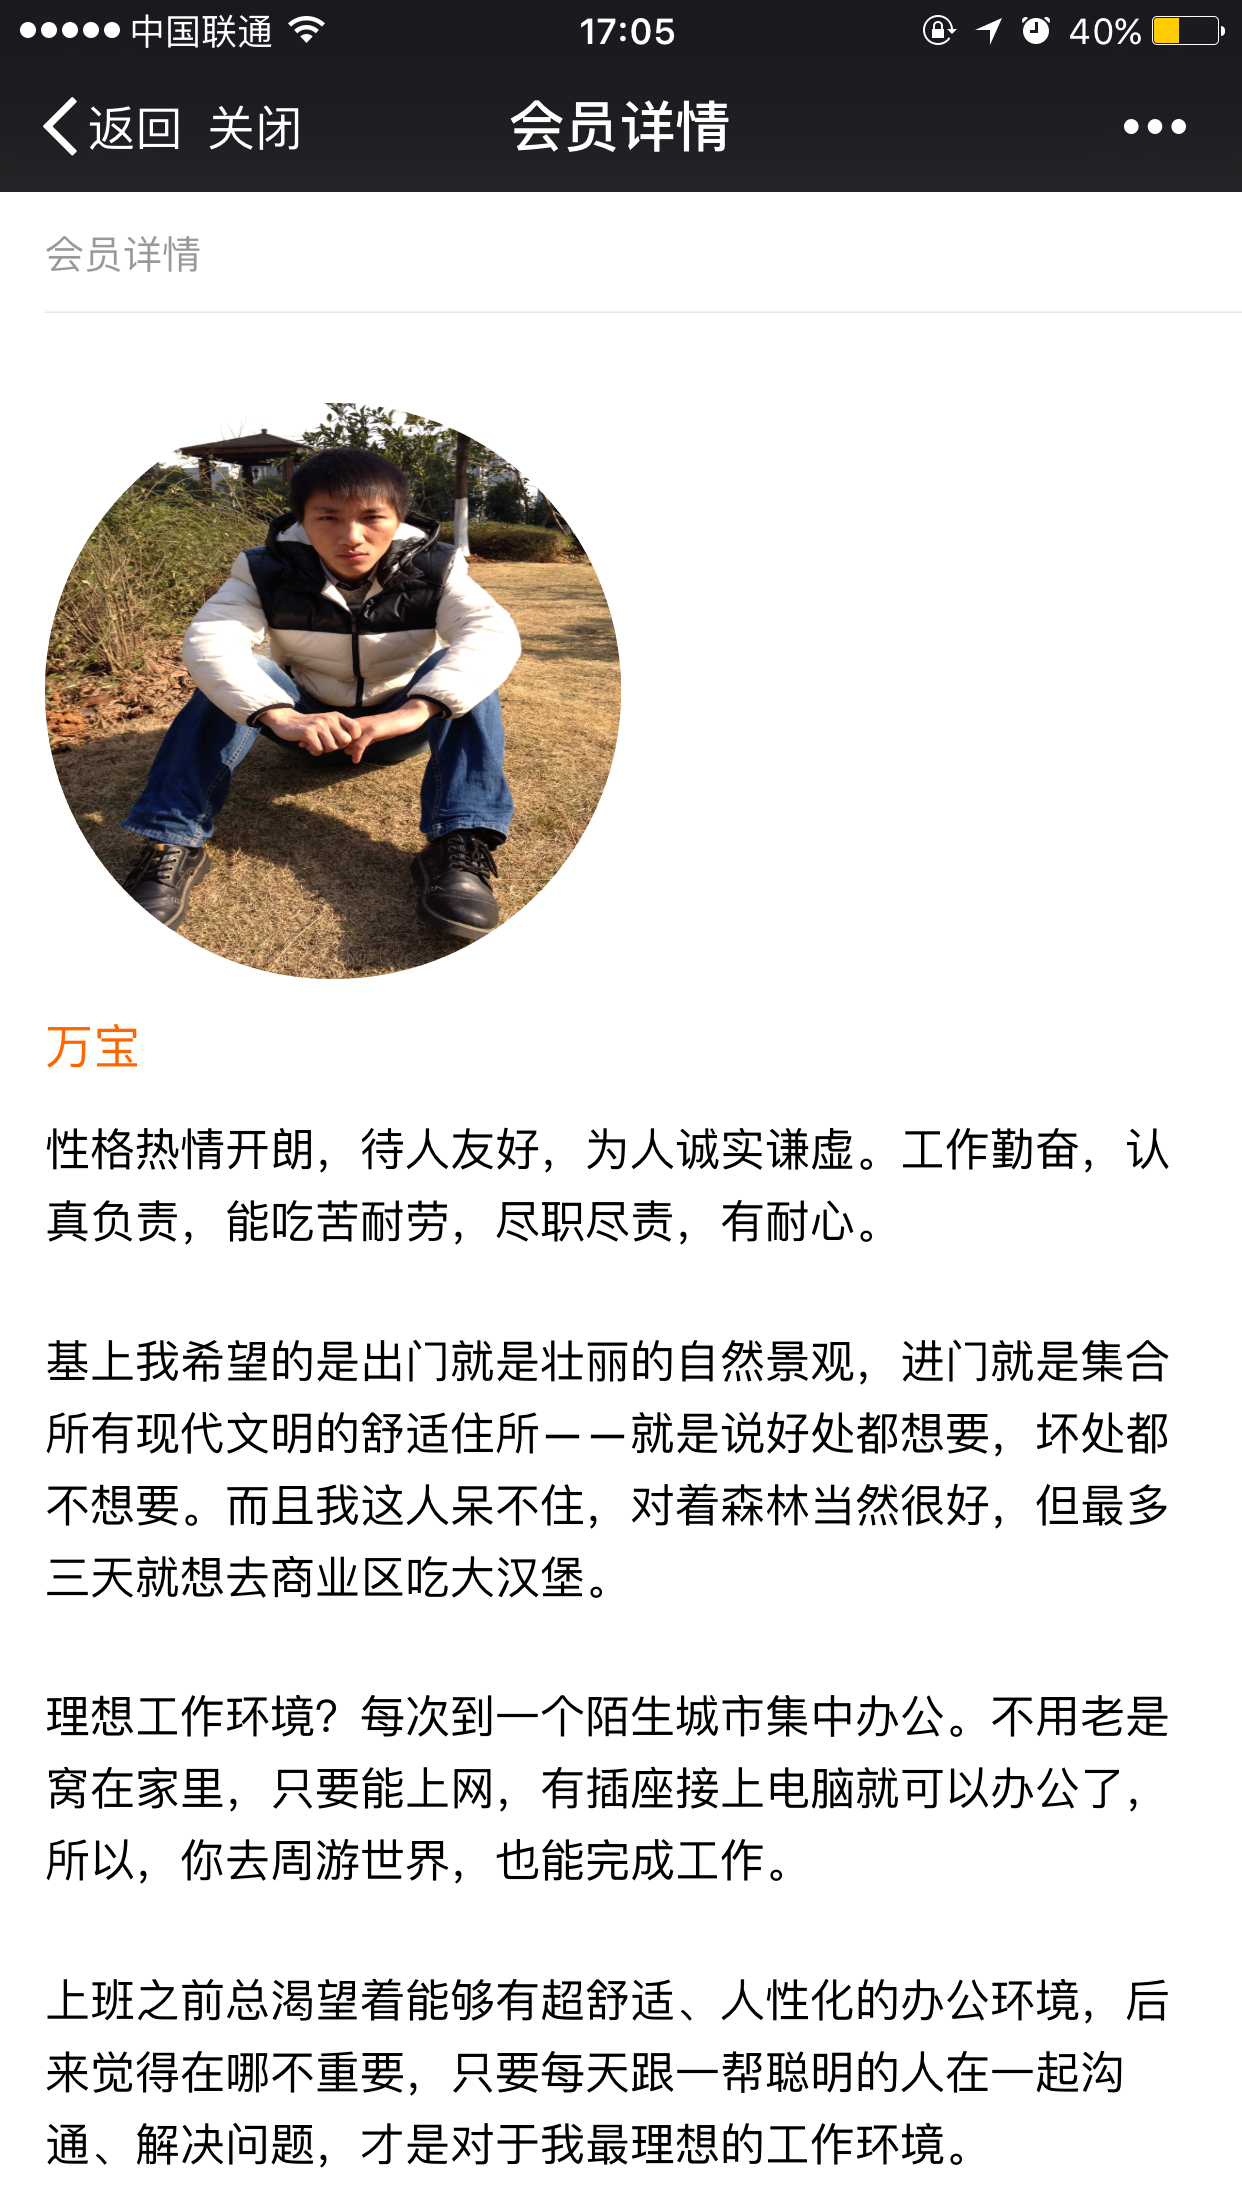 中国联通 17:05 40%
返回 关闭 会员详情
会员详情
万宝
性格热情开朗，待人友好，为人诚实谦虚。工作勤奋，认
真负责，能吃苦耐劳，尽职尽责，有耐心。
基上我希望的是出门就是壮丽的自然景观，进门就是集合
所有现代文明的舒适住所——就是说好处都想要，坏处都
不想要。而且我这人呆不住，对着森林当然很好，但最多
三天就想去商业区吃大汉堡。
理想工作环境？每次到一个陌生城市集中办公。不用老是
窝在家里，只要能上网，有插座接上电脑就可以办公了，
所以，你去周游世界，也能完成工作。
上班之前总渴望着能够有超舒适、人性化的办公环境，后
来觉得在哪不重要，只要每天跟一帮聪明的人在一起沟
通、解决问题，才是对于我最理想的工作环境。